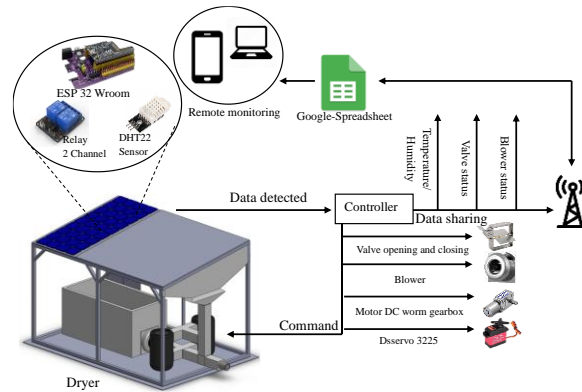 ESP 32 Wroom
Relay
2 Channel
DHT22
Sensor
Remote monitoring
Google-Spreadsheet
Temperature/
Humidity
Valve status
Blower status
Data detected
Controller
Data sharing
Valve opening and closing
Blower
Motor DC worm gearbox
Command
Dsservo 3225
Dryer